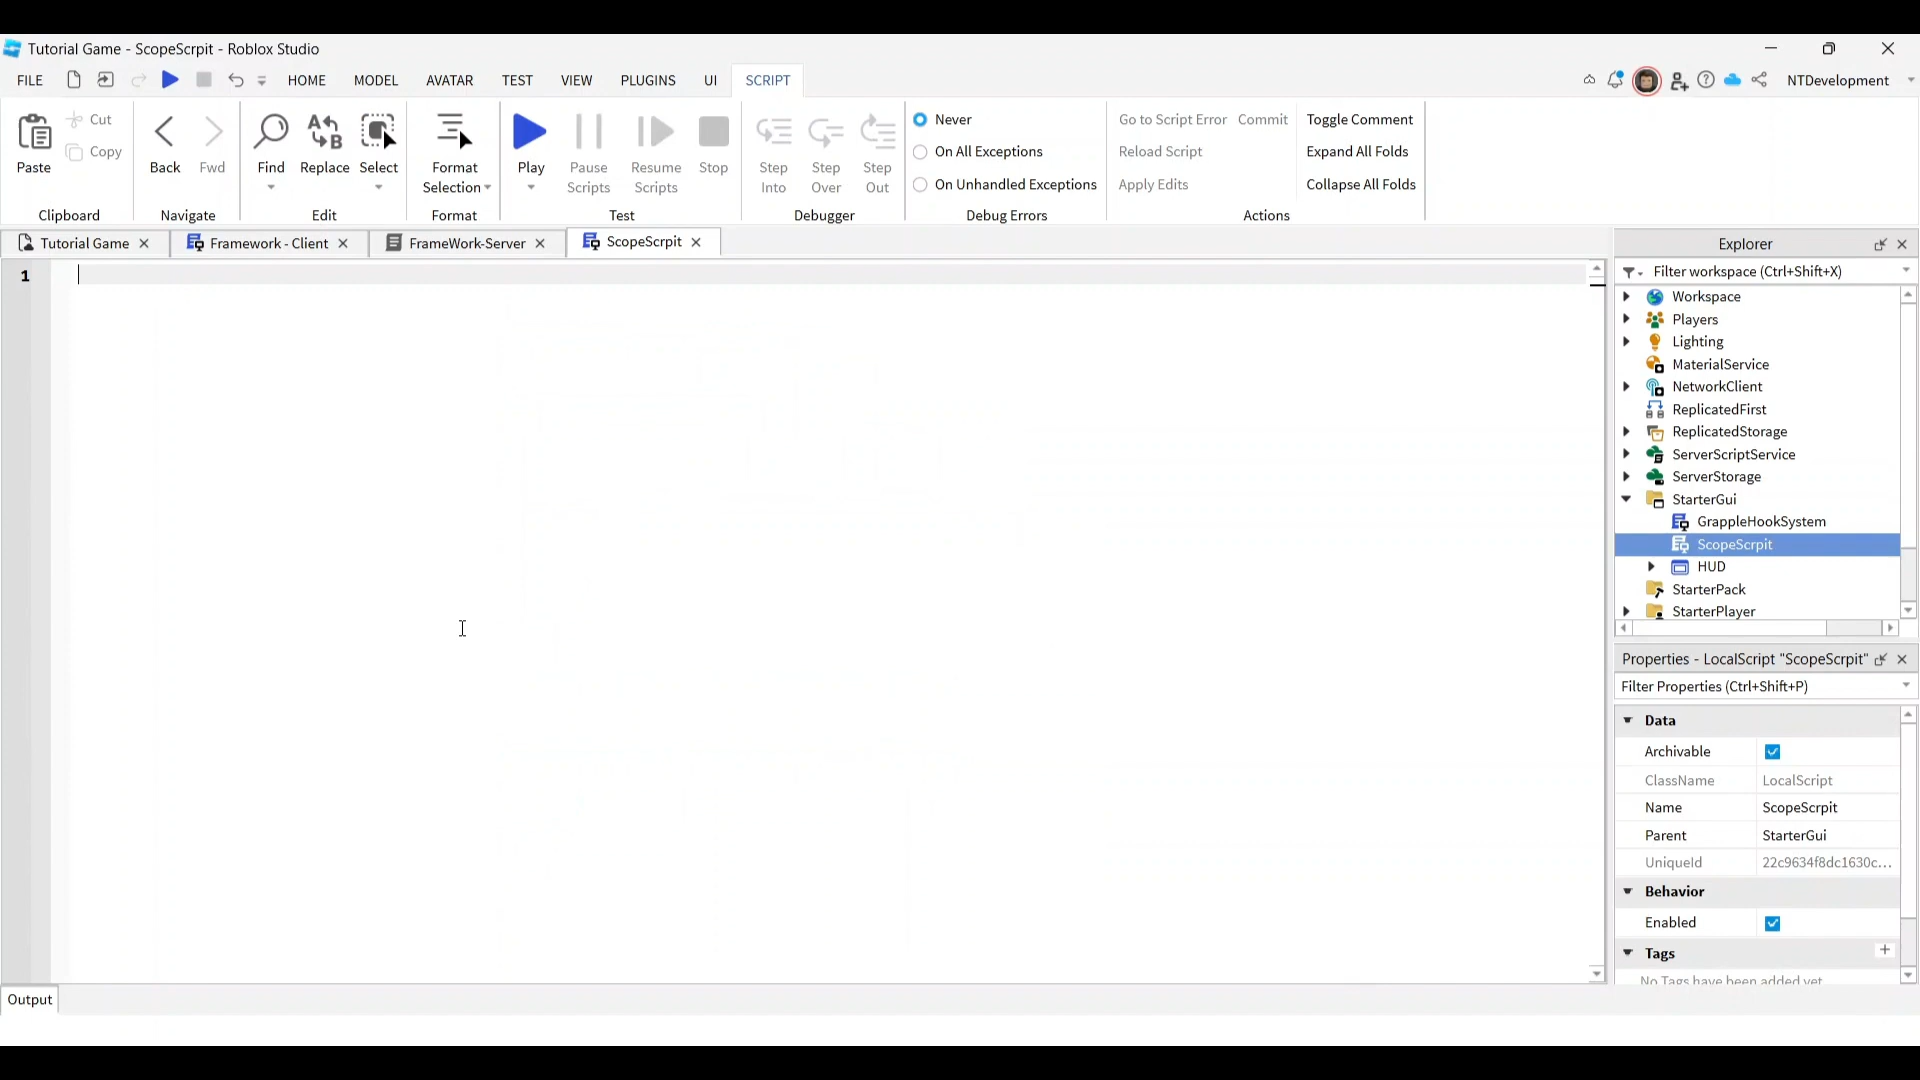 Tutorial Game - ScopeScrpit - Roblox Studio
FILE HOME MODEL AVATAR TEST VIEW PLUGINS UI SCRIPT NTDevelopment
Paste Cut Copy
Clipboard
Back Fwd
Navigate
Find Replace Select
Edit
Format Selection
Format
Play Pause Scripts Resume Scripts Stop
Test
Step Into Step Over Step Out
Debugger
Never
On All Exceptions
On Unhandled Exceptions
Debug Errors
Go to Script Error Commit Toggle Comment
Reload Script Expand All Folds
Apply Edits Collapse All Folds
Actions
Tutorial Game Framework - Client FrameWork-Server ScopeScrpit
1
Explorer
Filter workspace (Ctrl+Shift+X)
Workspace
Players
Lighting
MaterialService
NetworkClient
ReplicatedFirst
ReplicatedStorage
ServerScriptService
ServerStorage
StarterGui
GrappleHookSystem
ScopeScrpit
HUD
StarterPack
StarterPlayer
Properties - LocalScript "ScopeScrpit"
Filter Properties (Ctrl+Shift+P)
Data
Archivable
ClassName LocalScript
Name ScopeScrpit
Parent StarterGui
UniqueId 22c9634f8dc1630c...
Behavior
Enabled
Tags
No Tags have been added yet
Output